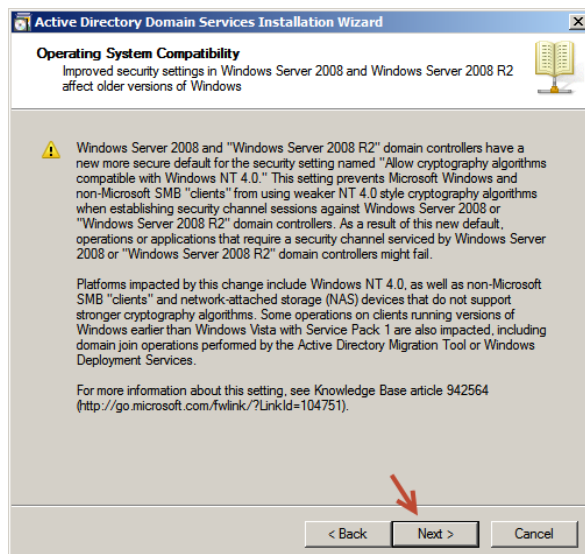 Active Directory Domain Services Installation Wizard
Operating System Compatibility
Improved security settings in Windows Server 2008 and Windows Server 2008 R2
affect older versions of Windows
Windows Server 2008 and "Windows Server 2008 R2" domain controllers have a
new more secure default for the security setting named "Allow cryptography algorithms
compatible with Windows NT 4.0." This setting prevents Microsoft Windows and
non-Microsoft SMB "clients" from using weaker NT 4.0 style cryptography algorithms
when establishing security channel sessions against Windows Server 2008 or
"Windows Server 2008 R2" domain controllers. As a result of this new default,
operations or applications that require a security channel serviced by Windows Server
2008 or "Windows Server 2008 R2" domain controllers might fail.
Platforms impacted by this change include Windows NT 4.0, as well as non-Microsoft
SMB "clients" and network-attached storage (NAS) devices that do not support
stronger cryptography algorithms. Some operations on clients running versions of
Windows earlier than Windows Vista with Service Pack 1 are also impacted, including
domain join operations performed by the Active Directory Migration Tool or Windows
Deployment Services.
For more information about this setting, see Knowledge Base article 942564
(http://go.microsoft.com/fwlink/?LinkId=104751).
< Back Next > Cancel